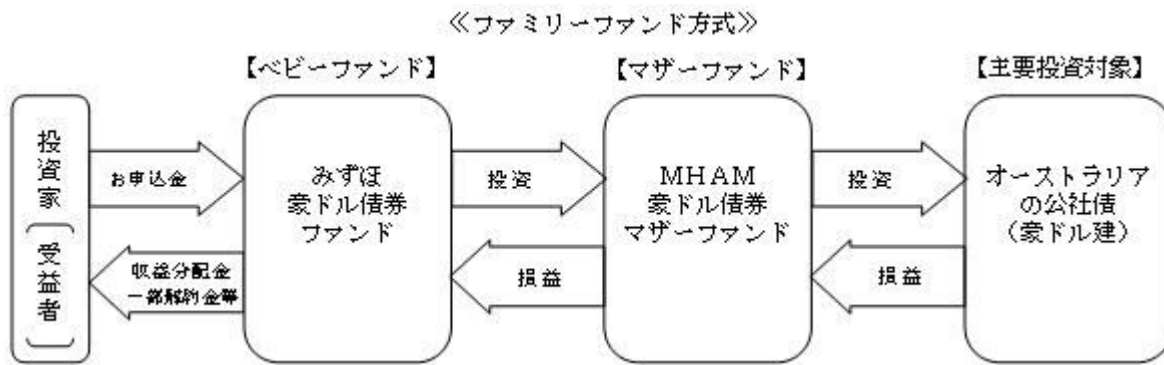 ≪ファミリーファンド方式≫
【ベビーファンド】
【マザーファンド】
【主要投資対象】
投資家
（受益者）
お申込金
収益分配金
一部解約金等
みずほ
豪ドル債券
ファンド
投資
損益
MHAM
豪ドル債券
マザーファンド
投資
損益
オーストラリア
の公社債
（豪ドル建）